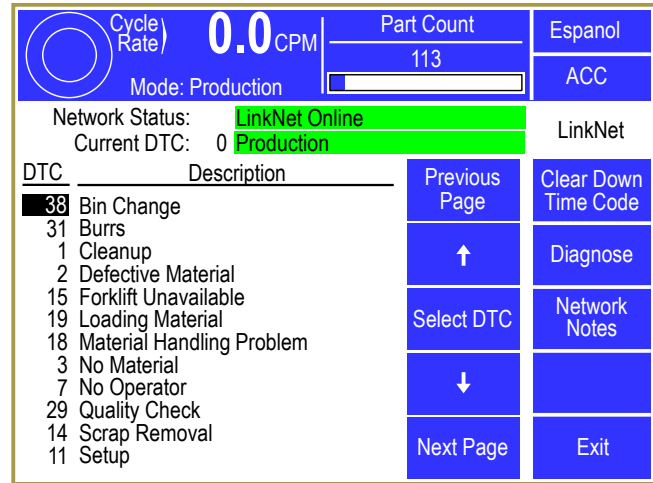 Cycle Rate
0.0 CPM
Mode: Production
Part Count
113
Espanol
ACC
Network Status: LinkNet Online
Current DTC: 0 Production
LinkNet
DTC Description
38 Bin Change
31 Burrs
1 Cleanup
2 Defective Material
15 Forklift Unavailable
19 Loading Material
18 Material Handling Problem
3 No Material
7 No Operator
29 Quality Check
14 Scrap Removal
11 Setup
Previous
Page
↑
Select DTC
↓
Next Page
Clear Down
Time Code
Diagnose
Network
Notes
Exit